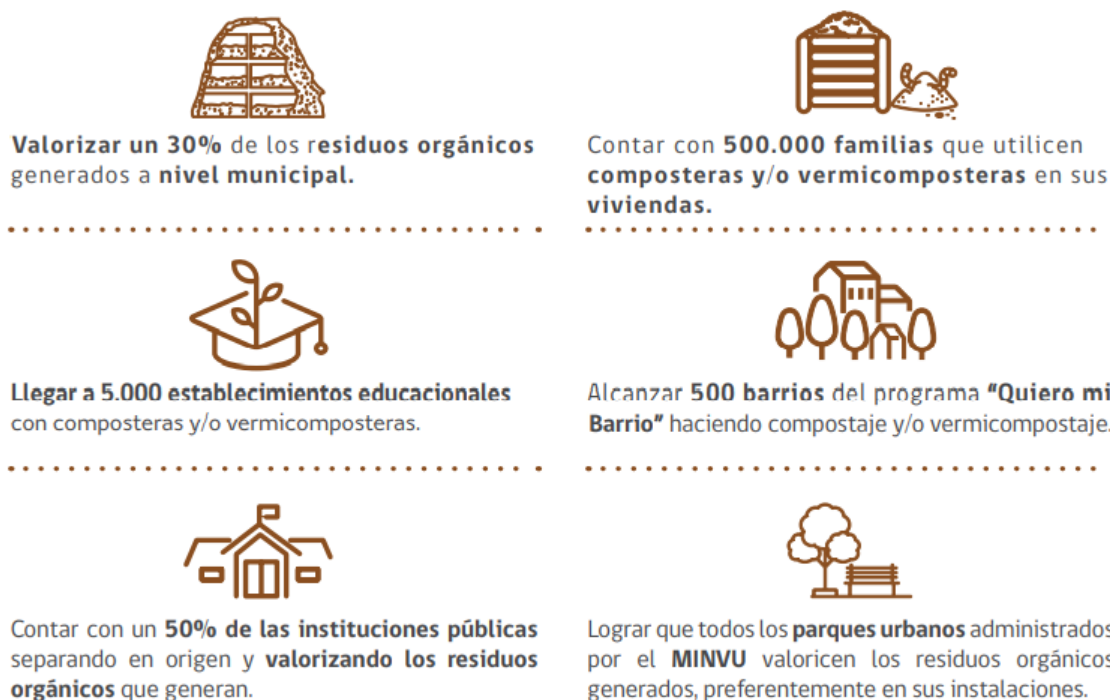 Valorizar un 30% de los residuos orgánicos
generados a nivel municipal.
Contar con 500.000 familias que utilicen
composteras y/o vermicomposteras en sus
viviendas.
Llegar a 5.000 establecimientos educacionales
con composteras y/o vermicomposteras.
Alcanzar 500 barrios del programa "Quiero mi
Barrio" haciendo compostaje y/o vermicompostaje.
Contar con un 50% de las instituciones públicas
separando en origen y valorizando los residuos
orgánicos que generan.
Lograr que todos los parques urbanos administrados
por el MINVU valoricen los residuos orgánicos
generados, preferentemente en sus instalaciones.